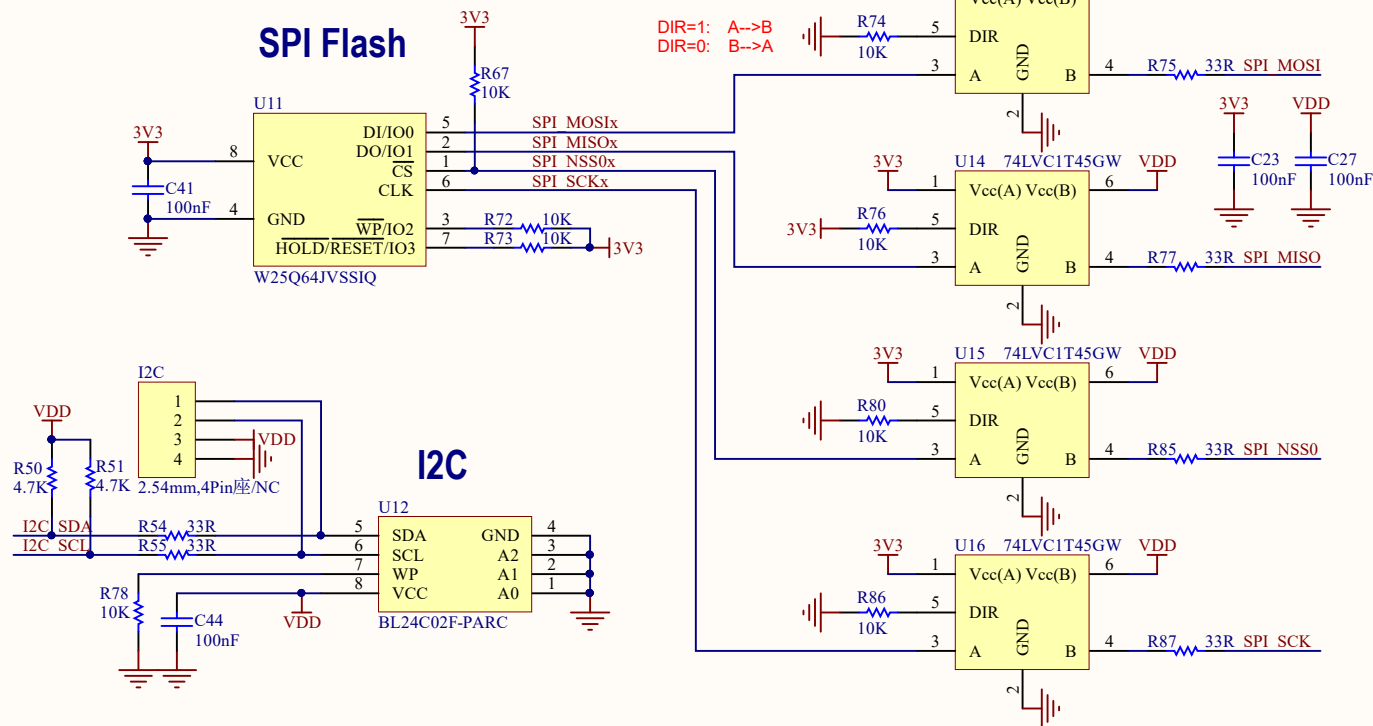 SPI Flash
3V3
R67
10K
U11
3V3
C41
100nF
8 VCC
4 GND
DI/IO0 5 SPI_MOSIx
DO/IO1 2 SPI_MISOx
CS 1 SPI_NSS0x
CLK 6 SPI_SCKx
WP/IO2 3 R72 10K
HOLD/RESET/IO3 7 R73 10K
3V3
W25Q64JVSSIQ
DIR=1: A-->B
DIR=0: B-->A
Vcc(A) Vcc(B)
R74
10K
5 DIR
GND
3 A
B 4 R75 33R SPI_MOSI
2
3V3
VDD
C23
100nF
C27
100nF
U14 74LVC1T45GW
3V3
VDD
1 Vcc(A) Vcc(B) 6
3V3
R76
10K
5 DIR
GND
3 A
B 4 R77 33R SPI_MISO
2
U15 74LVC1T45GW
3V3
VDD
1 Vcc(A) Vcc(B) 6
R80
10K
5 DIR
GND
3 A
B 4 R85 33R SPI_NSS0
2
U16 74LVC1T45GW
3V3
VDD
1 Vcc(A) Vcc(B) 6
R86
10K
5 DIR
GND
3 A
B 4 R87 33R SPI_SCK
2
I2C
I2C
1
2
3 VDD
4
2.54mm,4Pin座/NC
VDD
R50
4.7K
R51
4.7K
I2C_SDA R54 33R
I2C_SCL R55 33R
R78
10K
C44
100nF
VDD
U12
5 SDA
6 SCL
7 WP
8 VCC
GND 4
A2 3
A1 2
A0 1
BL24C02F-PARC